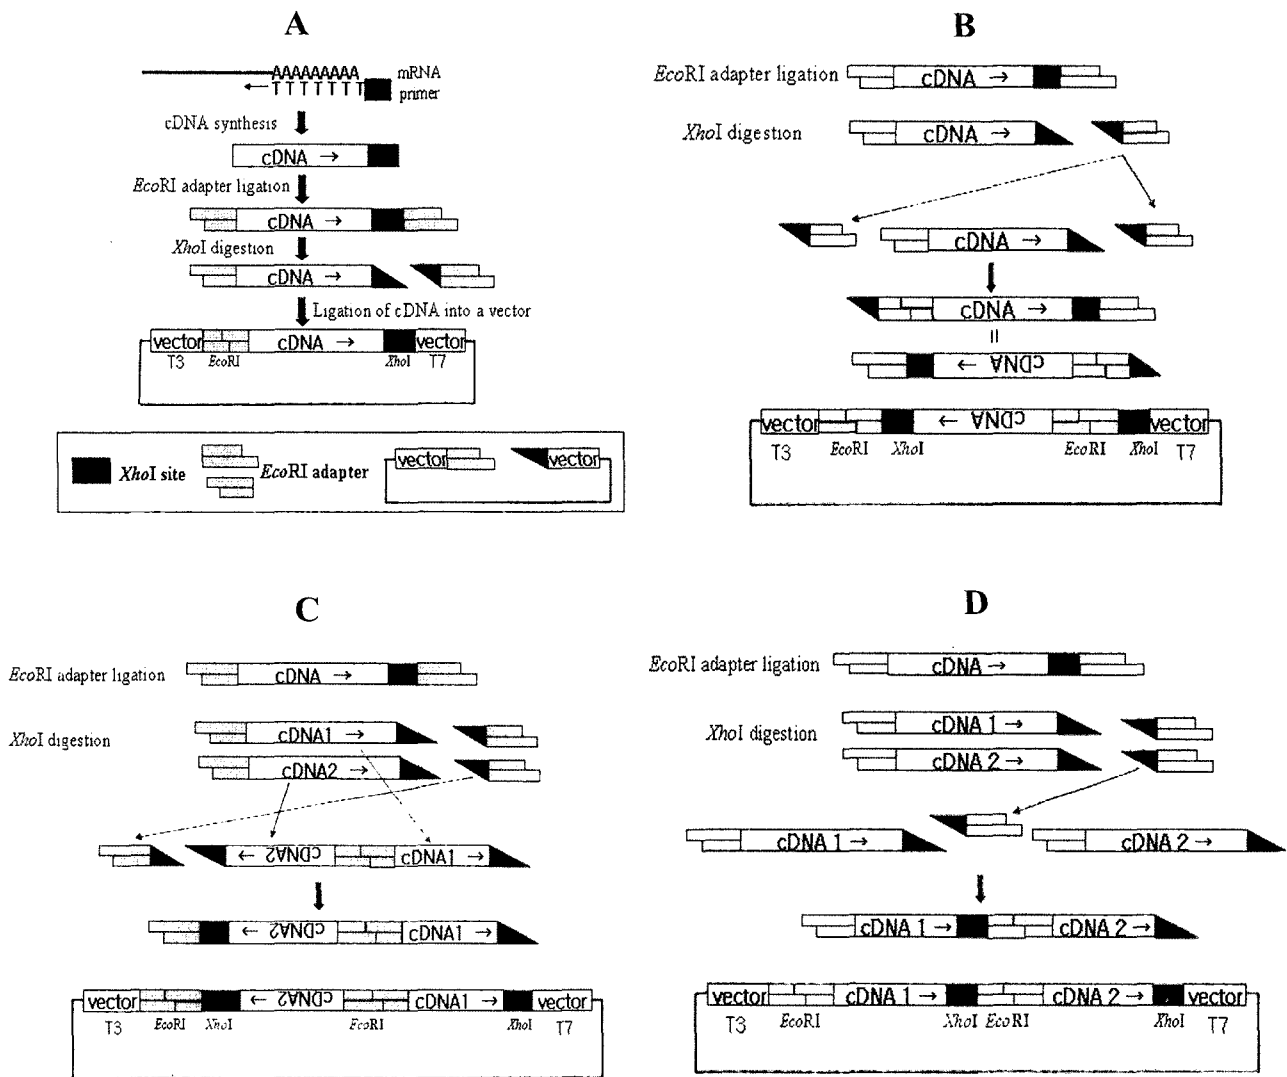 A
AAAAAAAAA mRNA
← T T T T T T T primer
cDNA synthesis
cDNA →
EcoRI adapter ligation
cDNA →
XhoI digestion
cDNA →
Ligation of cDNA into a vector
vector cDNA → vector
T3 EcoRI XhoI T7
XhoI site EcoRI adapter vector vector
B
EcoRI adapter ligation cDNA →
XhoI digestion cDNA →
cDNA →
cDNA →
=
← cDNA
vector ← cDNA vector
T3 EcoRI XhoI EcoRI XhoI T7
C
EcoRI adapter ligation cDNA →
XhoI digestion
cDNA1 →
cDNA2 →
← cDNA2 cDNA1 →
← cDNA2 cDNA1 →
vector ← cDNA2 cDNA1 → vector
T3 EcoRI XhoI EcoRI XhoI T7
D
EcoRI adapter ligation cDNA →
XhoI digestion
cDNA 1 →
cDNA 2 →
cDNA 1 → cDNA 2 →
cDNA 1 → cDNA 2 →
vector cDNA 1 → cDNA 2 → vector
T3 EcoRI XhoI EcoRI XhoI T7